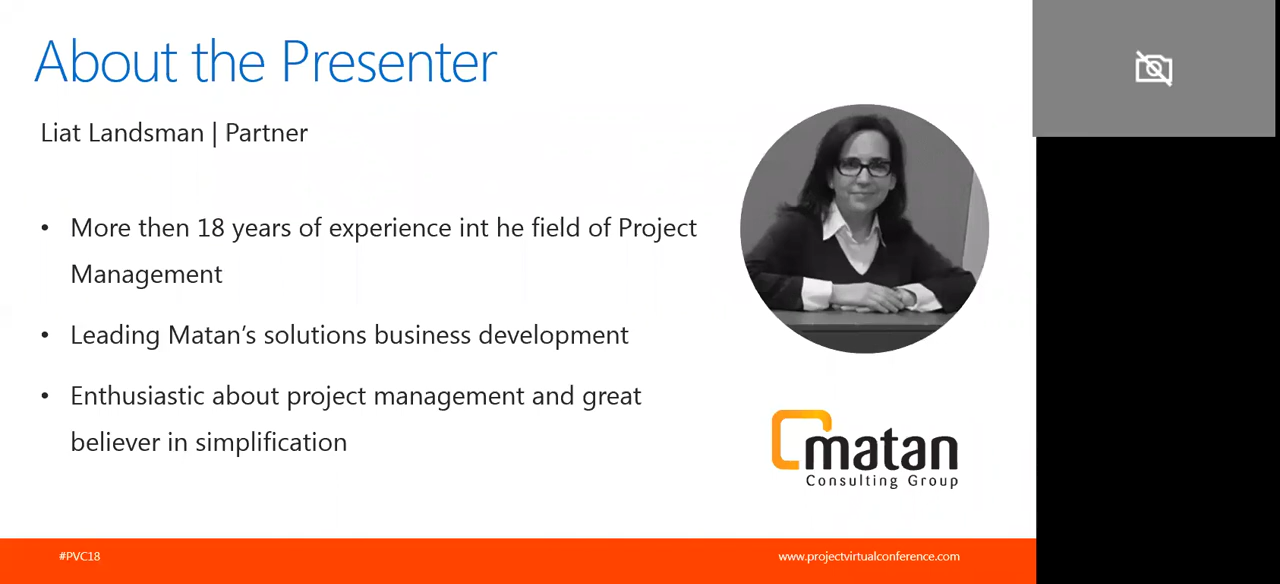 About the Presenter
Liat Landsman | Partner
• More then 18 years of experience int he field of Project
Management
• Leading Matan's solutions business development
• Enthusiastic about project management and great
believer in simplification
matan
Consulting Group
#PVC18
www.projectvirtualconference.com